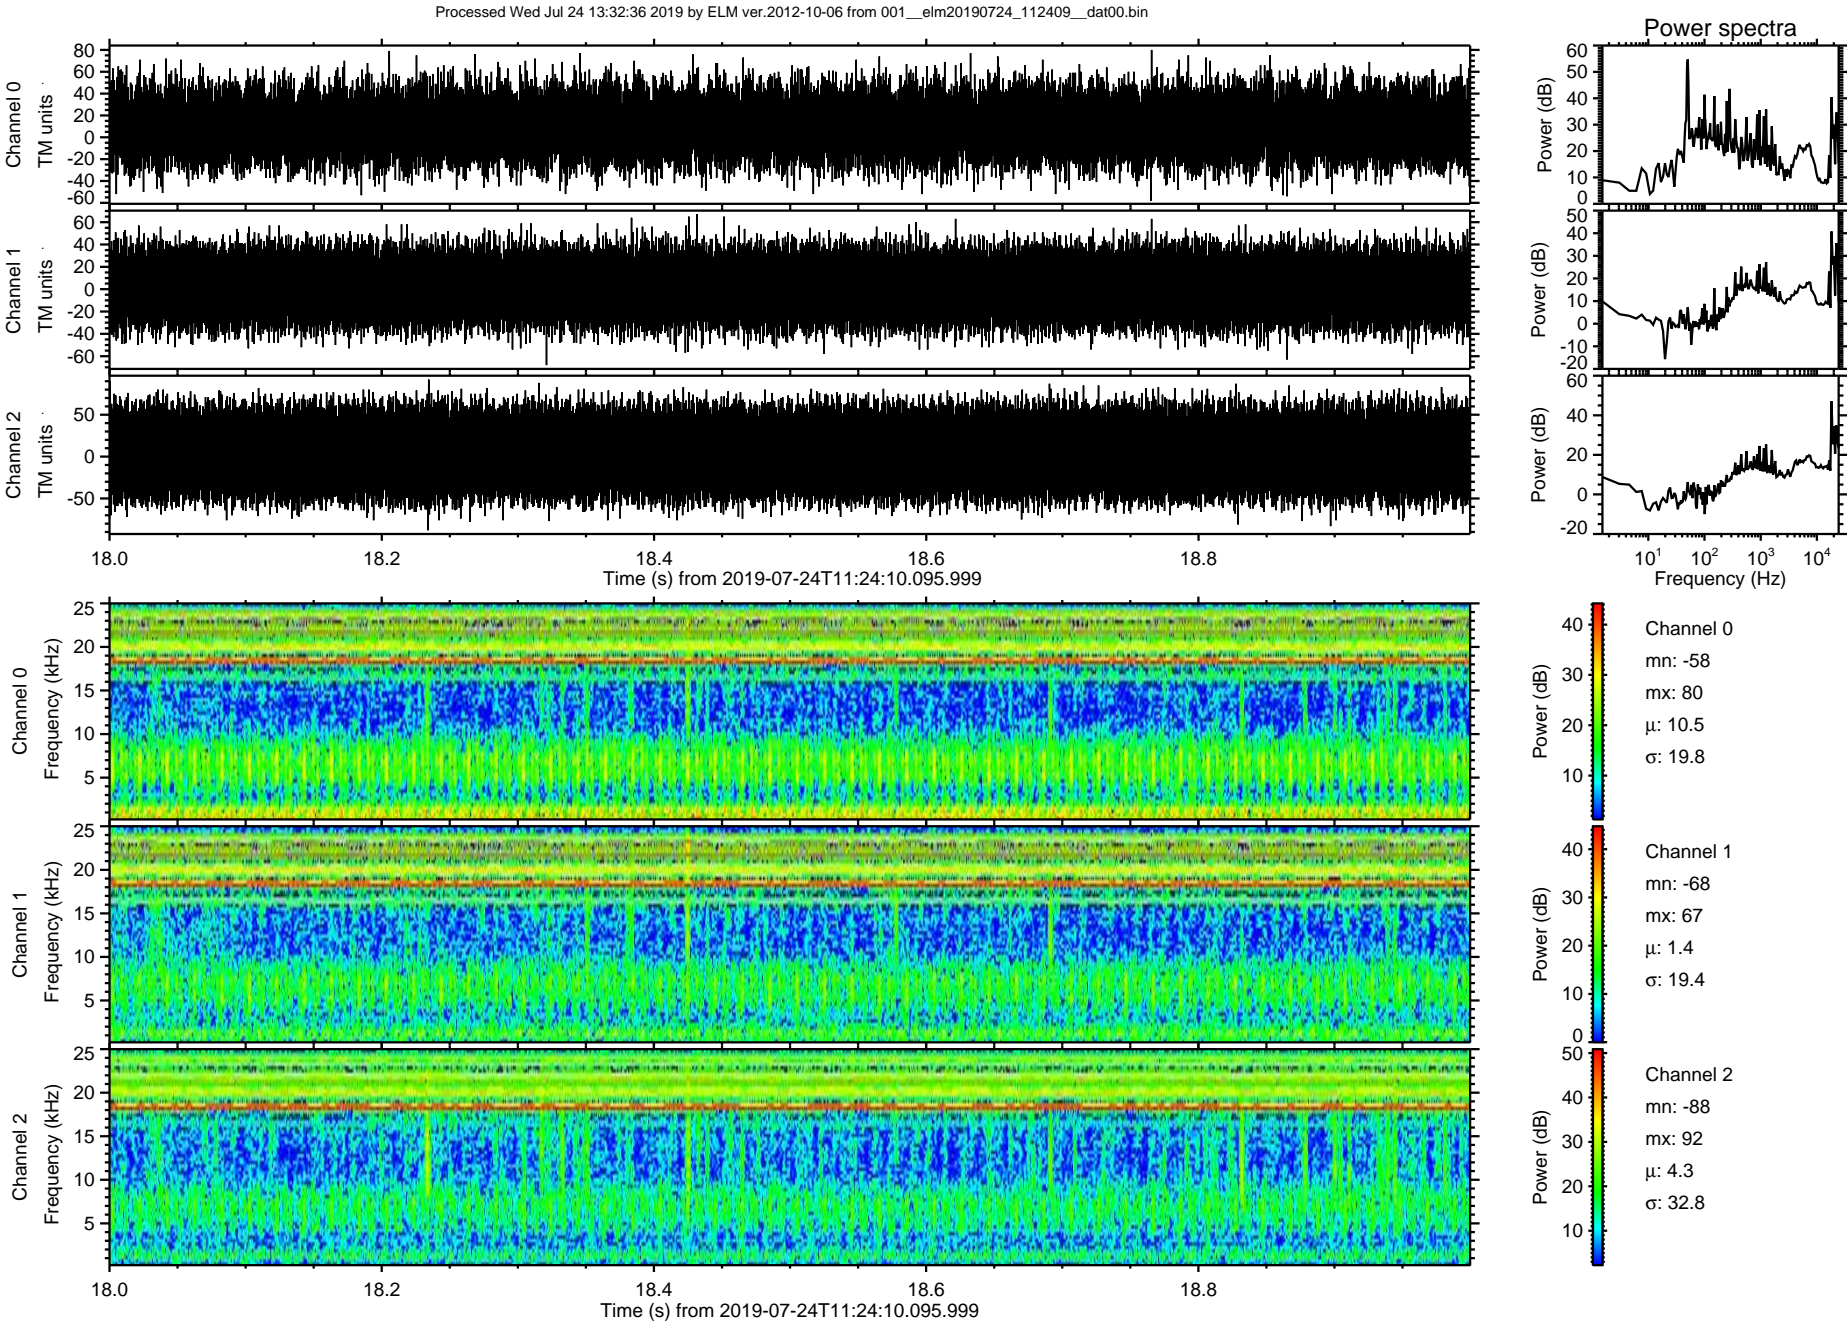 Processed Wed Jul 24 13:32:36 2019 by ELM ver.2012-10-06 from 001__elm20190724_112409__dat00.bin
Power spectra
Channel 0
TM units
80
60
40
20
0
-20
-40
-60
Power (dB)
60
50
40
30
20
10
0
Channel 1
TM units
60
40
20
0
-20
-40
-60
Power (dB)
50
40
30
20
10
0
-10
-20
Channel 2
TM units
50
0
-50
Power (dB)
60
40
20
0
-20
18.0 18.2 18.4 18.6 18.8
Time (s) from 2019-07-24T11:24:10.095.999
10^1 10^2 10^3 10^4
Frequency (Hz)
Channel 0
Frequency (kHz)
25
20
15
10
5
Power (dB)
40
30
20
10
Channel 0
mn: -58
mx: 80
μ: 10.5
σ: 19.8
Channel 1
Frequency (kHz)
25
20
15
10
5
Power (dB)
40
30
20
10
0
Channel 1
mn: -68
mx: 67
μ: 1.4
σ: 19.4
Channel 2
Frequency (kHz)
25
20
15
10
5
Power (dB)
50
40
30
20
10
Channel 2
mn: -88
mx: 92
μ: 4.3
σ: 32.8
18.0 18.2 18.4 18.6 18.8
Time (s) from 2019-07-24T11:24:10.095.999